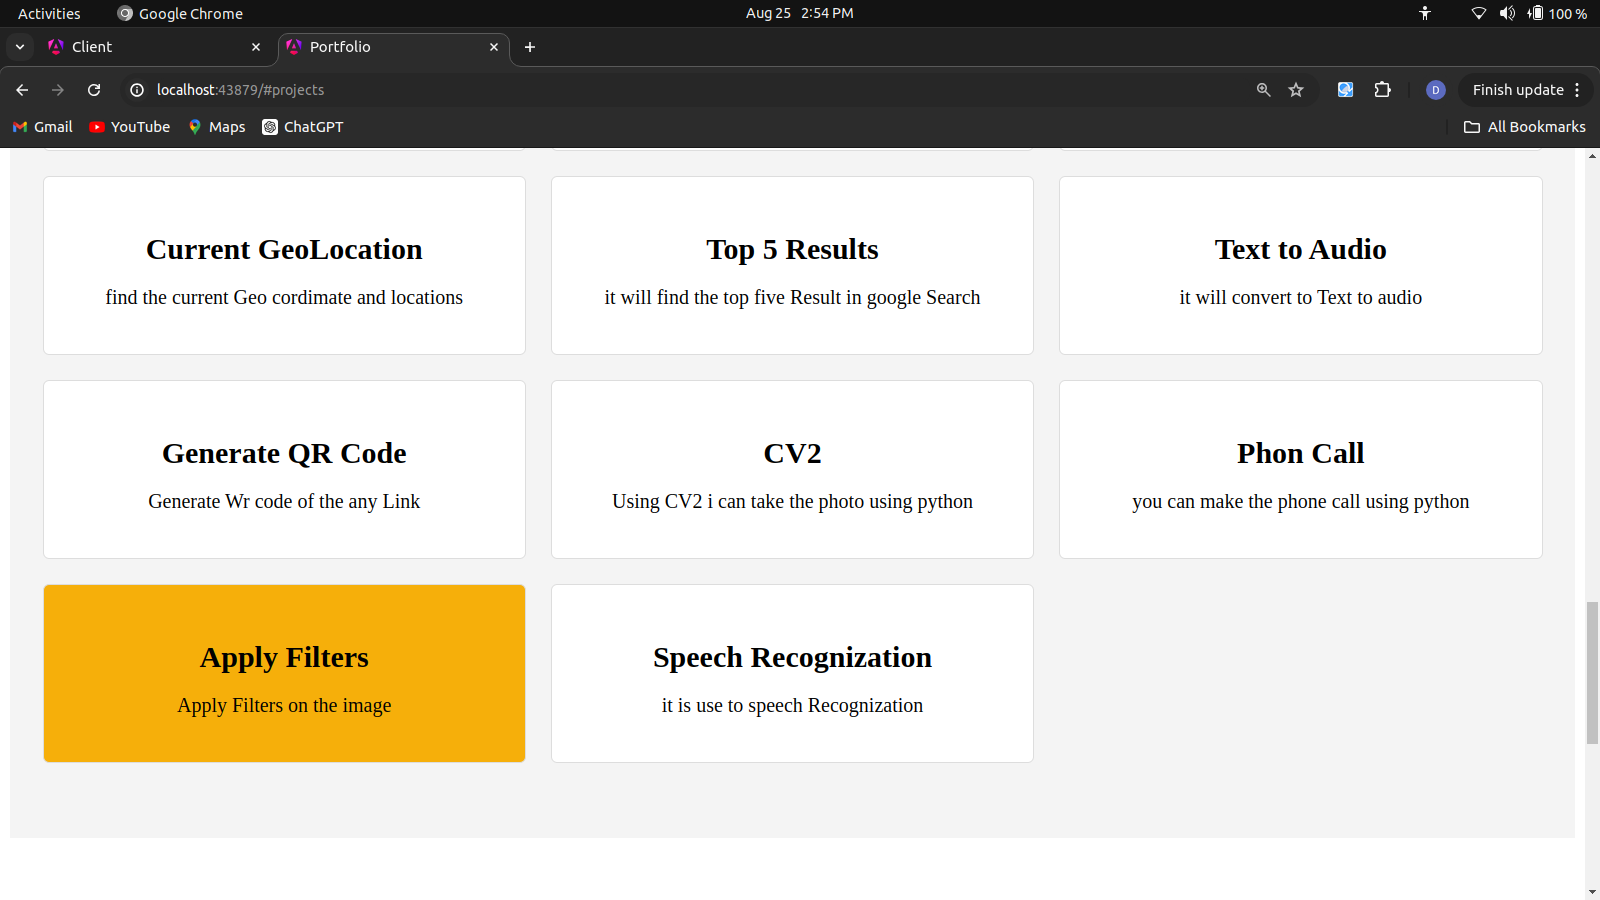 Activities
Google Chrome
Aug 25 2:54 PM
100 %
Client
Portfolio
localhost:43879/#projects
D
Finish update
Gmail
YouTube
Maps
ChatGPT
All Bookmarks
Current GeoLocation
find the current Geo cordimate and locations
Top 5 Results
it will find the top five Result in google Search
Text to Audio
it will convert to Text to audio
Generate QR Code
Generate Wr code of the any Link
CV2
Using CV2 i can take the photo using python
Phon Call
you can make the phone call using python
Apply Filters
Apply Filters on the image
Speech Recognization
it is use to speech Recognization